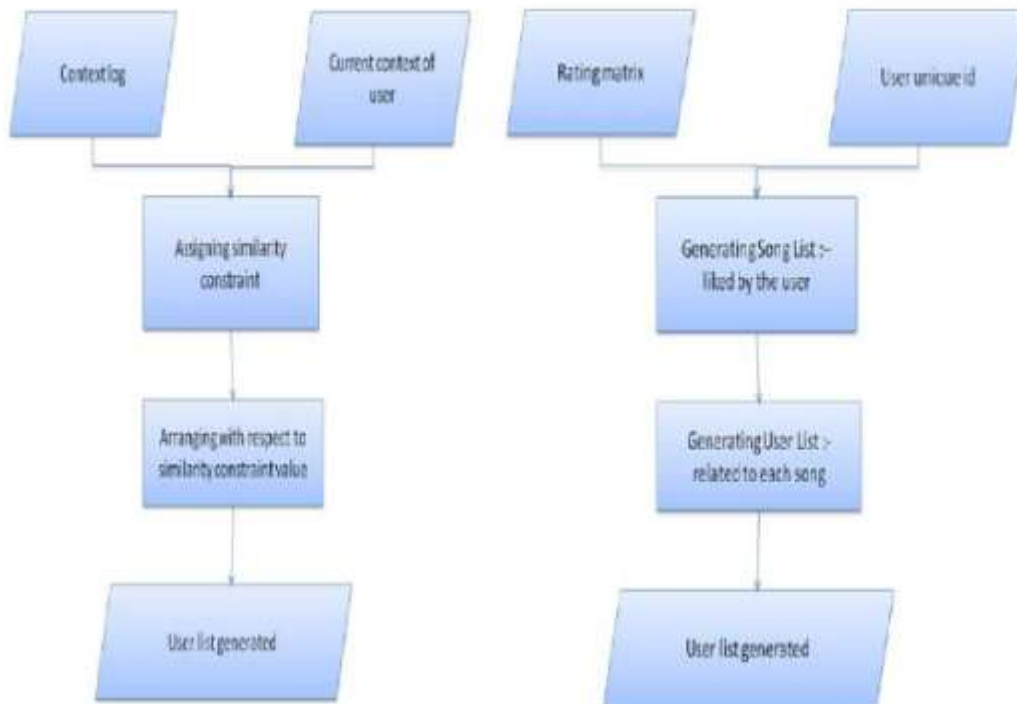 Context log
Current context of
user
Assigning similarity
constraint
Arranging with respect to
similarity constraint value
User list generated
Rating matrix
User unicue id
Generating Song List :-
liked by the user
Generating User List :-
related to each song
User list generated